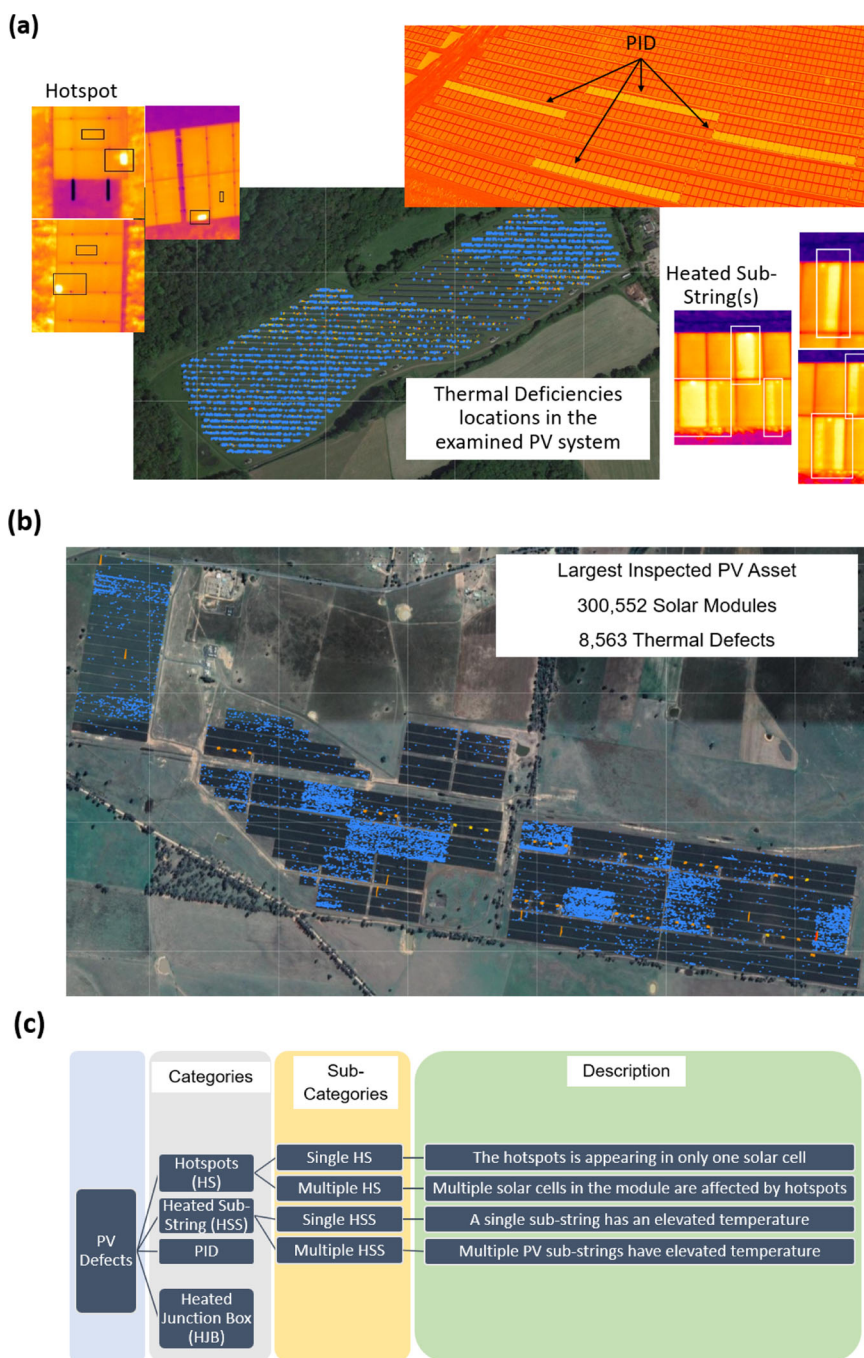 (a)
PID
Hotspot
Heated Sub-
String(s)
Thermal Deficiencies
locations in the
examined PV system
(b)
Largest Inspected PV Asset
300,552 Solar Modules
8,563 Thermal Defects
(c)
Categories
Sub-
Categories
Description
PV
Defects
Hotspots
(HS)
Single HS
The hotspots is appearing in only one solar cell
Multiple HS
Multiple solar cells in the module are affected by hotspots
Heated Sub-
String (HSS)
Single HSS
A single sub-string has an elevated temperature
Multiple HSS
Multiple PV sub-strings have elevated temperature
PID
Heated
Junction Box
(HJB)